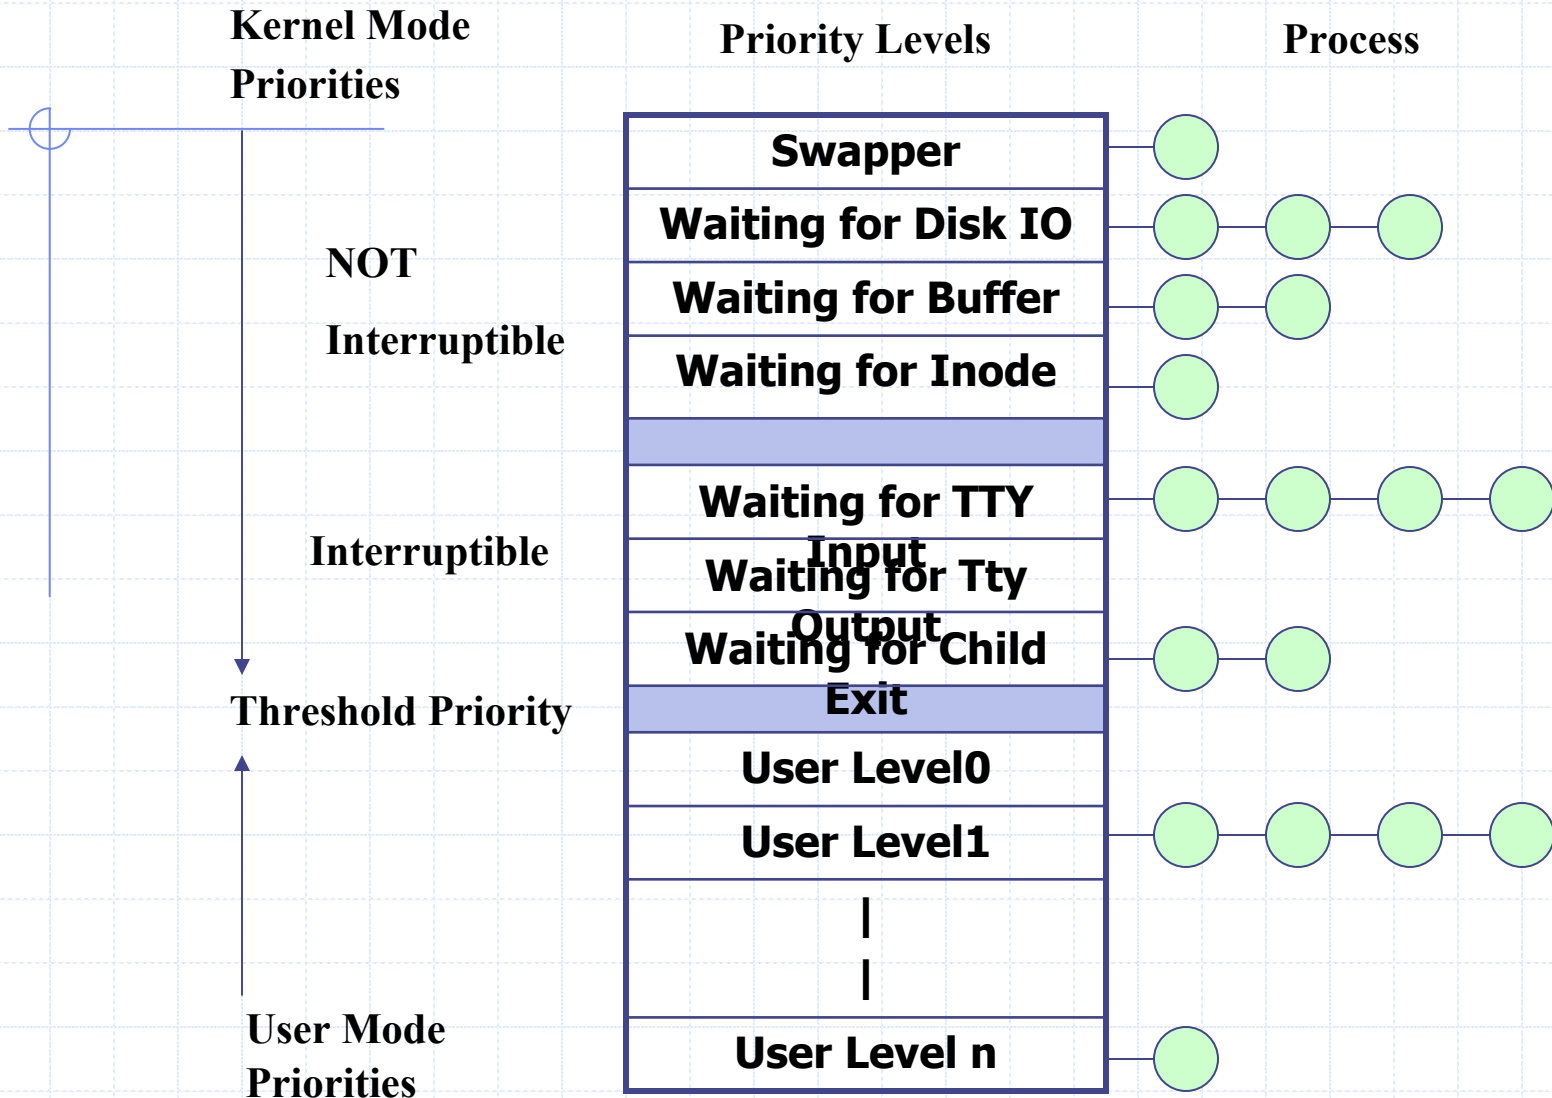 Kernel Mode
Priorities
Priority Levels
Process
Swapper
Waiting for Disk IO
NOT
Waiting for Buffer
Interruptible
Waiting for Inode
Waiting for TTY
Input
Interruptible
Waiting for Tty
Output
Waiting for Child
Exit
Threshold Priority
User Level0
User Level1
|
|
User Level n
User Mode
Priorities